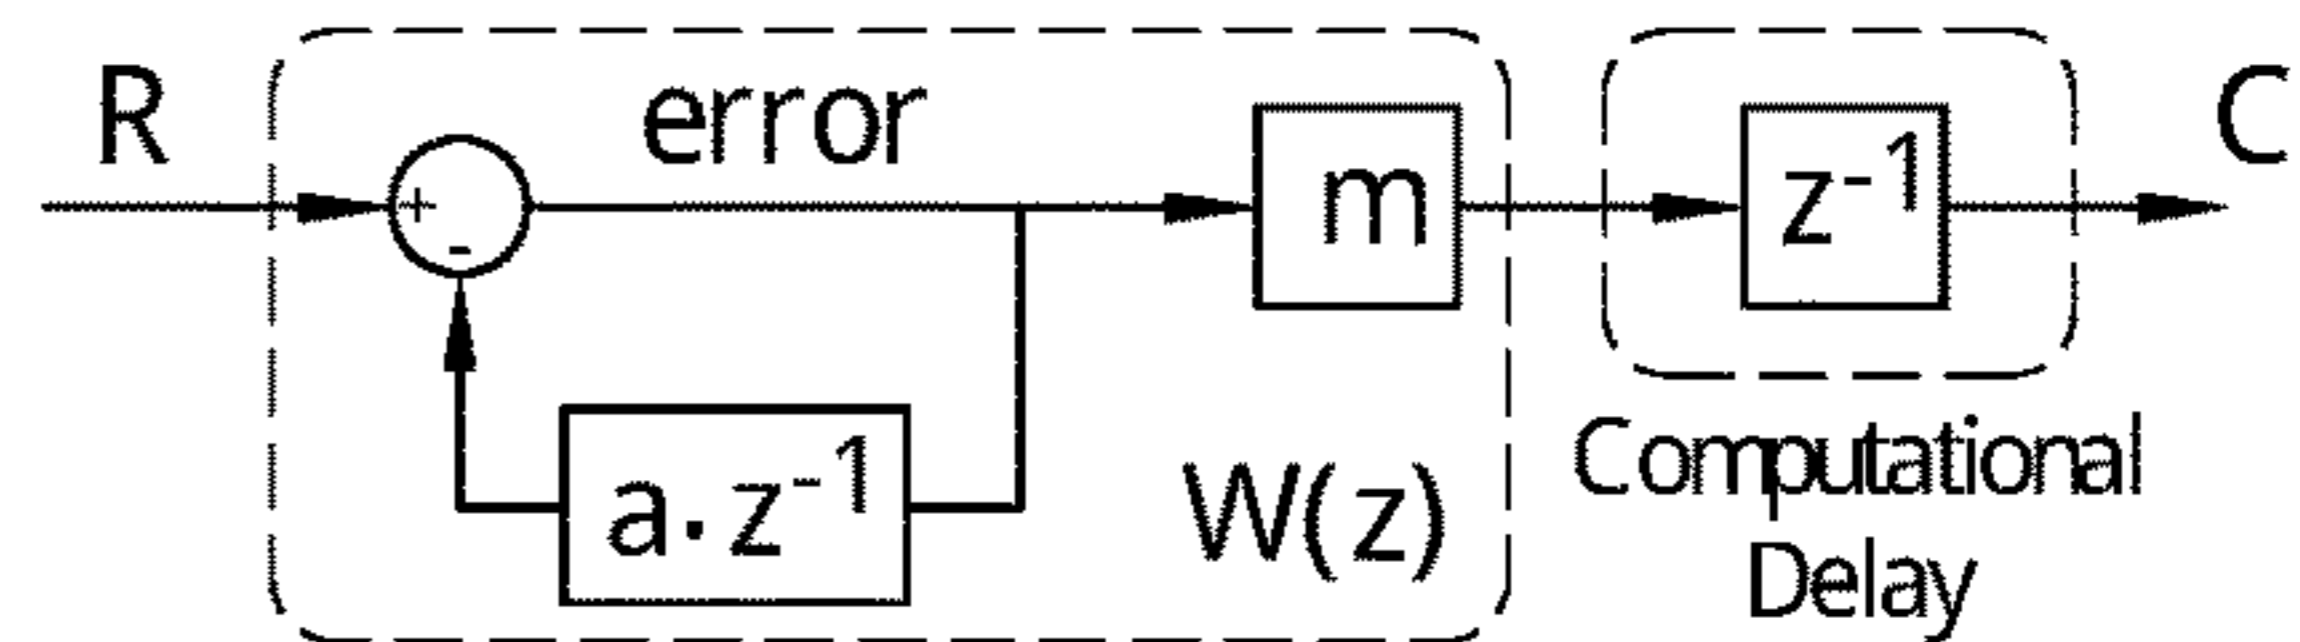 R
error
+
-
m
z⁻¹
C
a·z⁻¹
W(z)
Computational
Delay